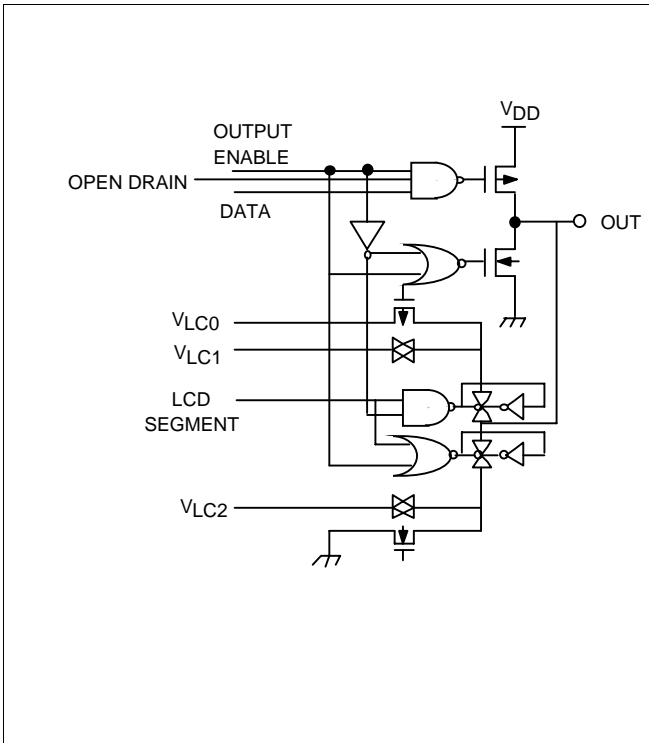 VDD
OUTPUT
ENABLE
OPEN DRAIN
DATA
OUT
VLC0
VLC1
LCD
SEGMENT
VLC2